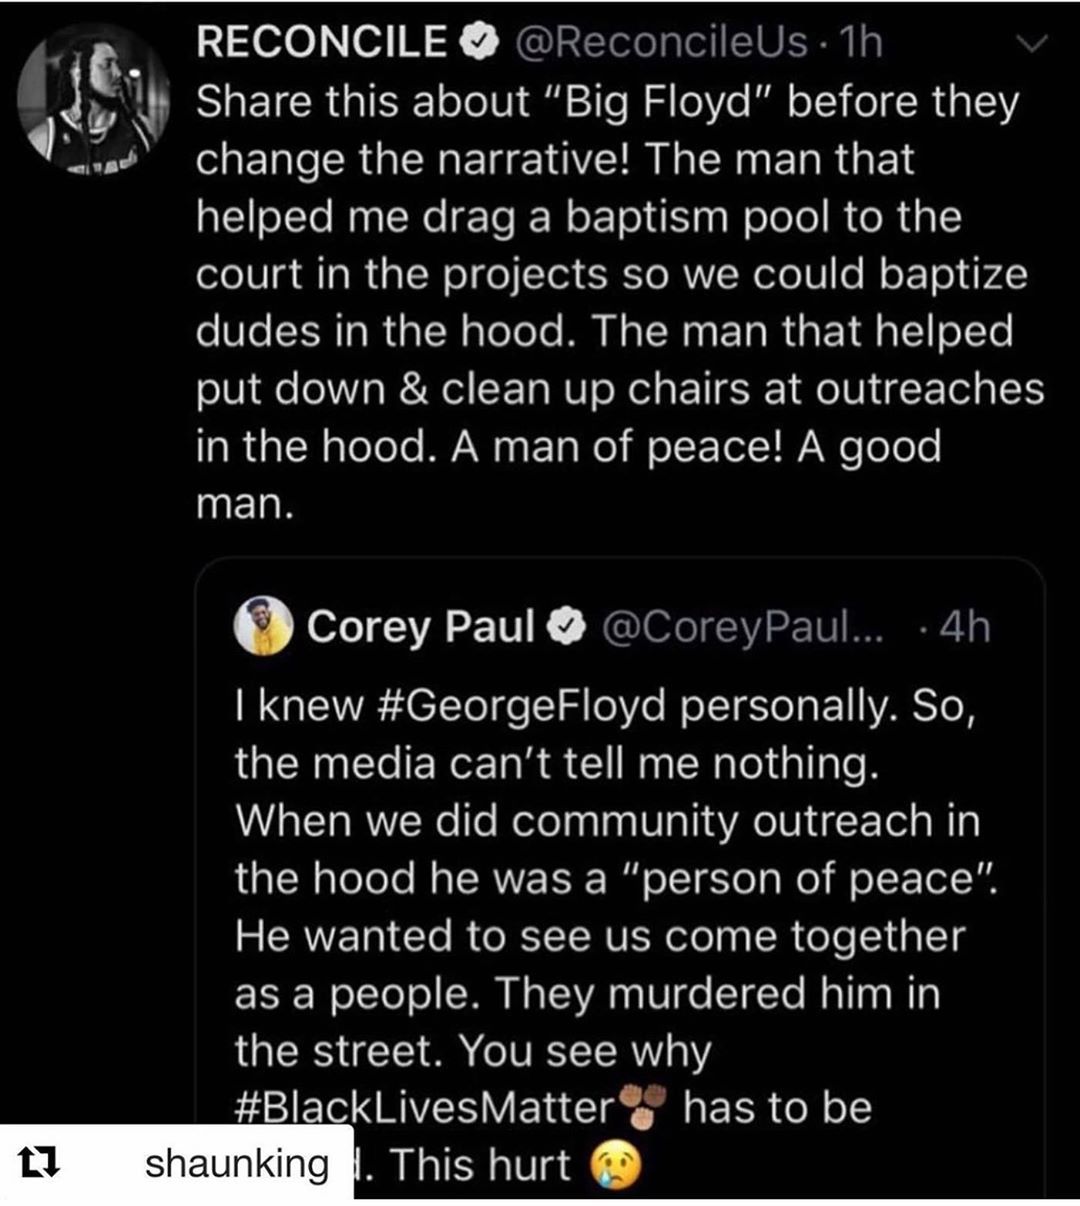 RECONCILE @ReconcileUs · 1h
Share this about "Big Floyd" before they
change the narrative! The man that
helped me drag a baptism pool to the
court in the projects so we could baptize
dudes in the hood. The man that helped
put down & clean up chairs at outreaches
in the hood. A man of peace! A good
man.
Corey Paul @CoreyPaul... · 4h
I knew #GeorgeFloyd personally. So,
the media can't tell me nothing.
When we did community outreach in
the hood he was a "person of peace".
He wanted to see us come together
as a people. They murdered him in
the street. You see why
#BlackLivesMatter✊🏾✊🏿✊🏼 has to be
. This hurt 😢
shaunking